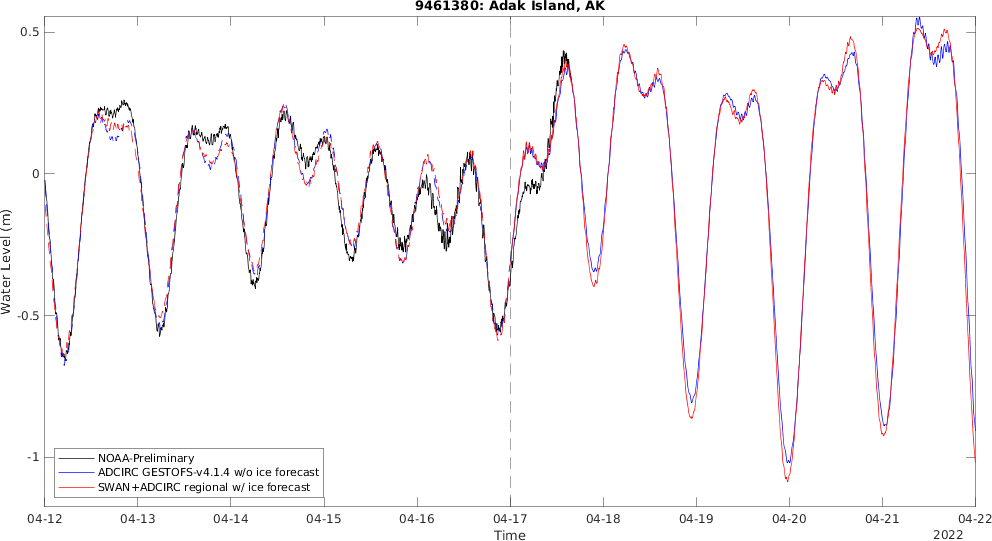 9461380: Adak Island, AK
0.5
0
-0.5
-1
Water Level (m)
NOAA-Preliminary
ADCIRC GESTOFS-v4.1.4 w/o ice forecast
SWAN+ADCIRC regional w/ ice forecast
04-12 04-13 04-14 04-15 04-16 04-17 04-18 04-19 04-20 04-21 04-22
Time
2022